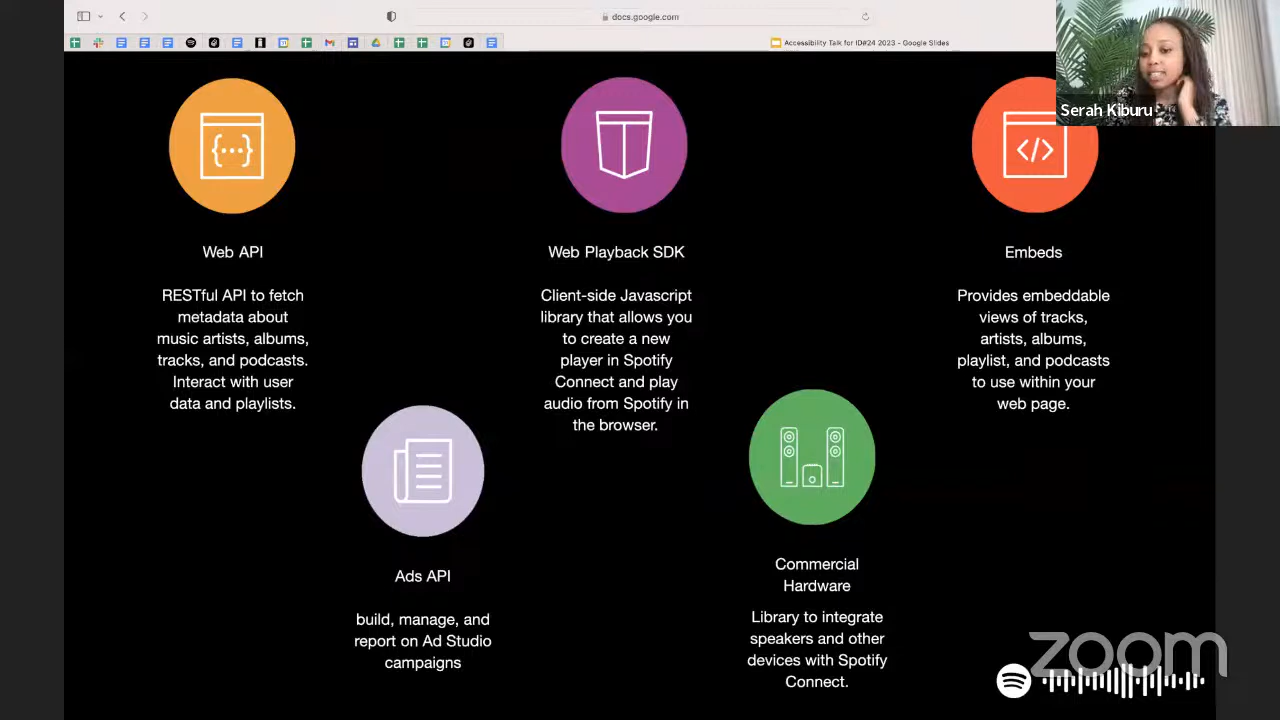 docs.google.com
Accessibility Talk for ID#24 2023 - Google Slides
Serah Kiburu
{...}
</>
Web API
RESTful API to fetch
metadata about
music artists, albums,
tracks, and podcasts.
Interact with user
data and playlists.
Web Playback SDK
Client-side Javascript
library that allows you
to create a new
player in Spotify
Connect and play
audio from Spotify in
the browser.
Embeds
Provides embeddable
views of tracks,
artists, albums,
playlist, and podcasts
to use within your
web page.
Ads API
build, manage, and
report on Ad Studio
campaigns
Commercial
Hardware
Library to integrate
speakers and other
devices with Spotify
Connect.
zoom